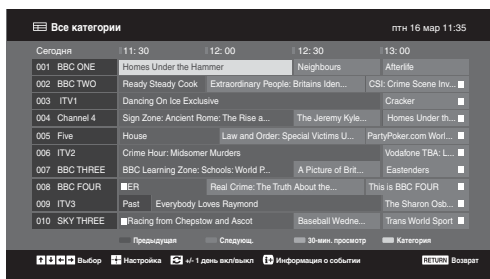 Все категории птн 16 мар 11:35
Сегодня 11: 30 12: 00 12: 30 13: 00
001 BBC ONE Homes Under the Hammer Neighbours Afterlife
002 BBC TWO Ready Steady Cook Extraordinary People: Britains Iden... CSI: Crime Scene Inv...
003 ITV1 Dancing On Ice Exclusive Cracker
004 Channel 4 Sign Zone: Ancient Rome: The Rise a... The Jeremy Kyle... Homes Under th...
005 Five House Law and Order: Special Victims U... PartyPoker.com Worl...
006 ITV2 Crime Hour: Midsomer Murders Vodafone TBA: L...
007 BBC THREE BBC Learning Zone: Schools: World P... A Picture of Brit... Eastenders
008 BBC FOUR ER Real Crime: The Truth About the... This is BBC FOUR
009 ITV3 Past Everybody Loves Raymond The Sharon Osb...
010 SKY THREE Racing from Chepstow and Ascot Baseball Wedne... Trans World Sport
Предыдущая Следующ. 30-мин. просмотр Категория
Выбор Настройка +/- 1 день вкл/выкл Информация о событии RETURN Возврат